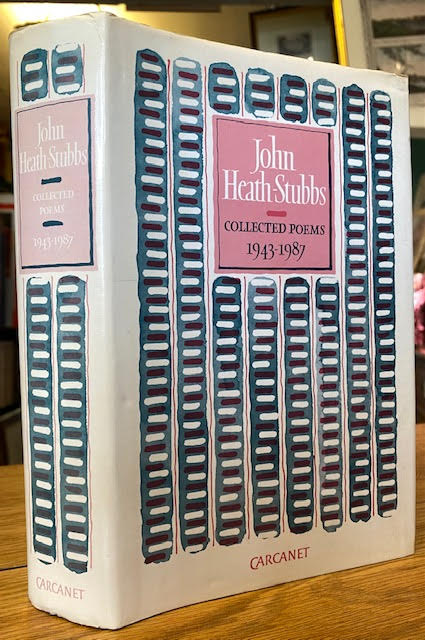 John
Heath-Stubbs
COLLECTED
POEMS
1943-1987
CARCANET
John
Heath-Stubbs
COLLECTED POEMS
1943-1987
CARCANET